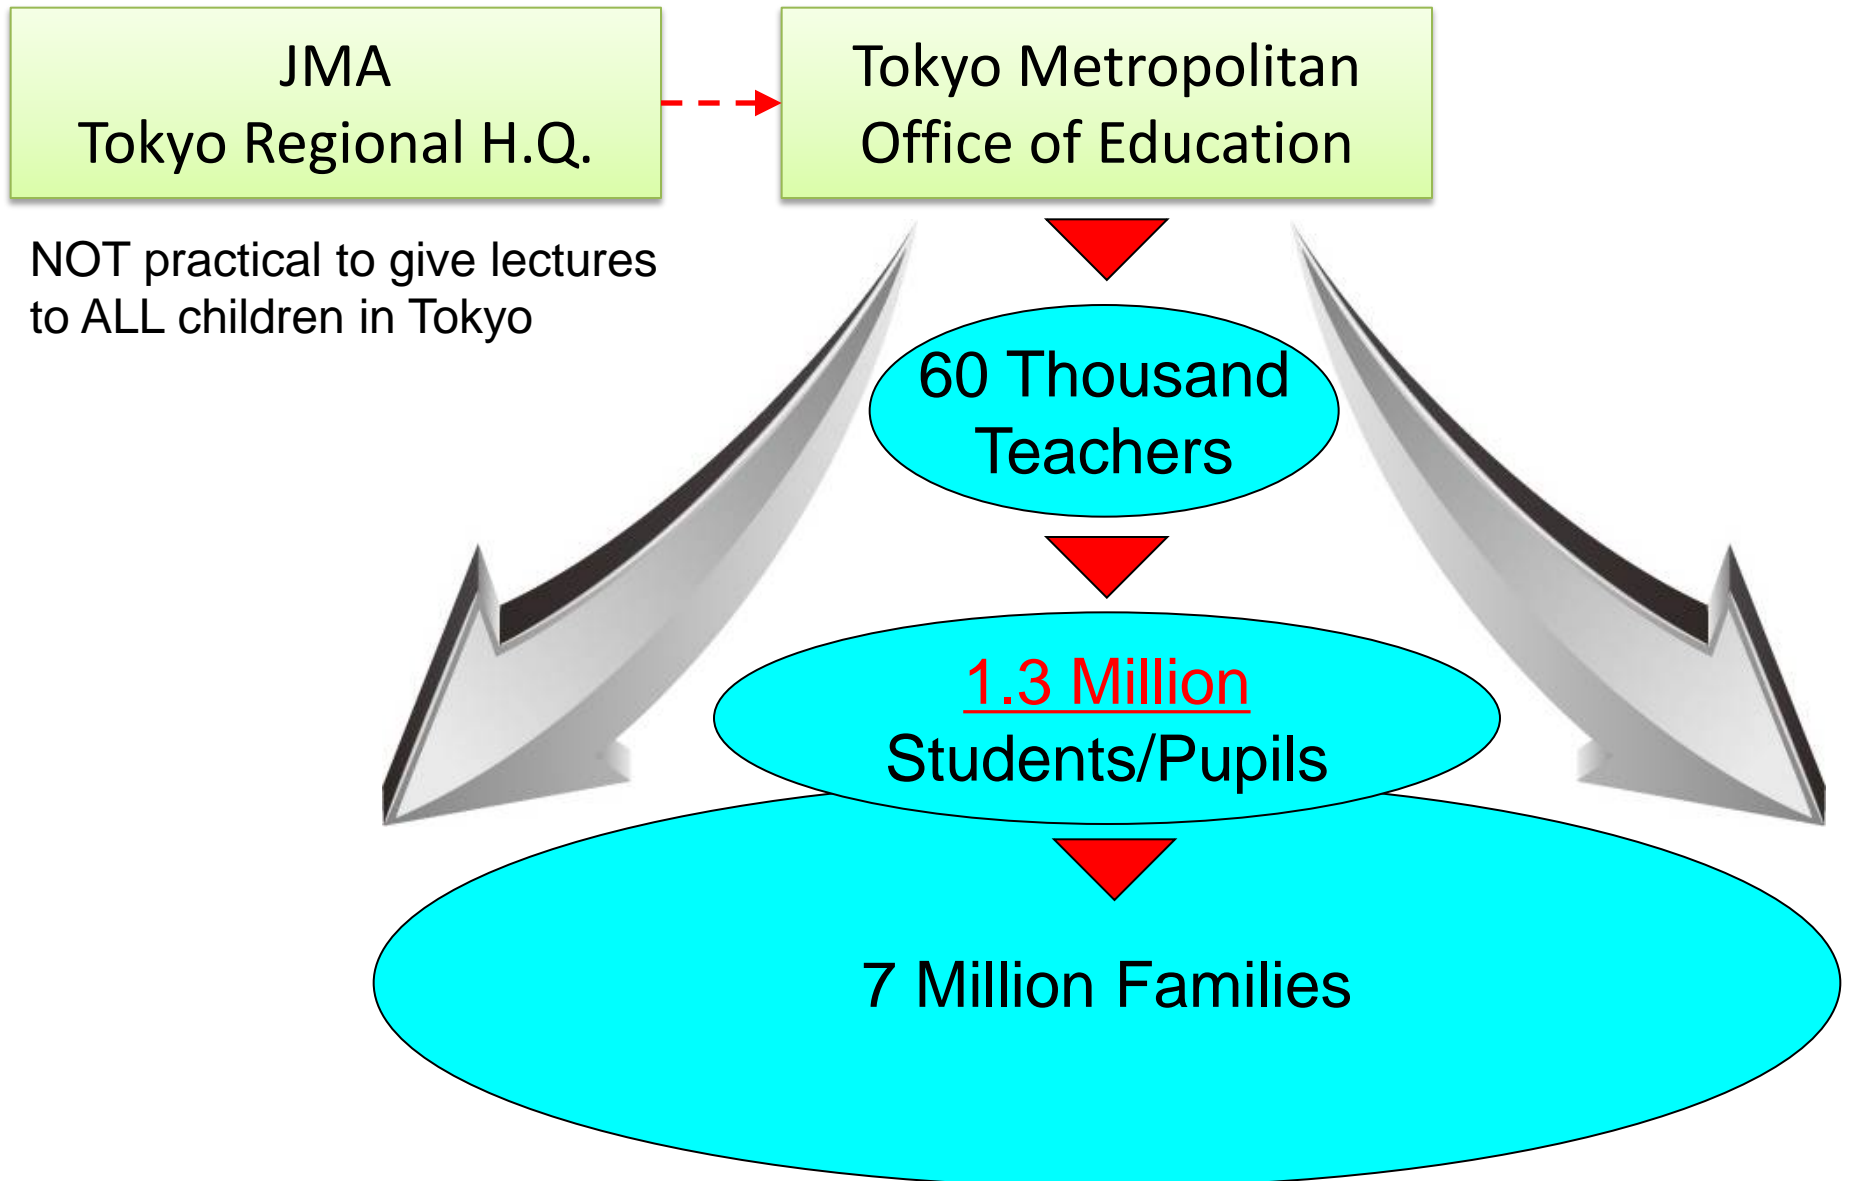 JMA
Tokyo Regional H.Q.
Tokyo Metropolitan
Office of Education
NOT practical to give lectures
to ALL children in Tokyo
60 Thousand
Teachers
1.3 Million
Students/Pupils
7 Million Families